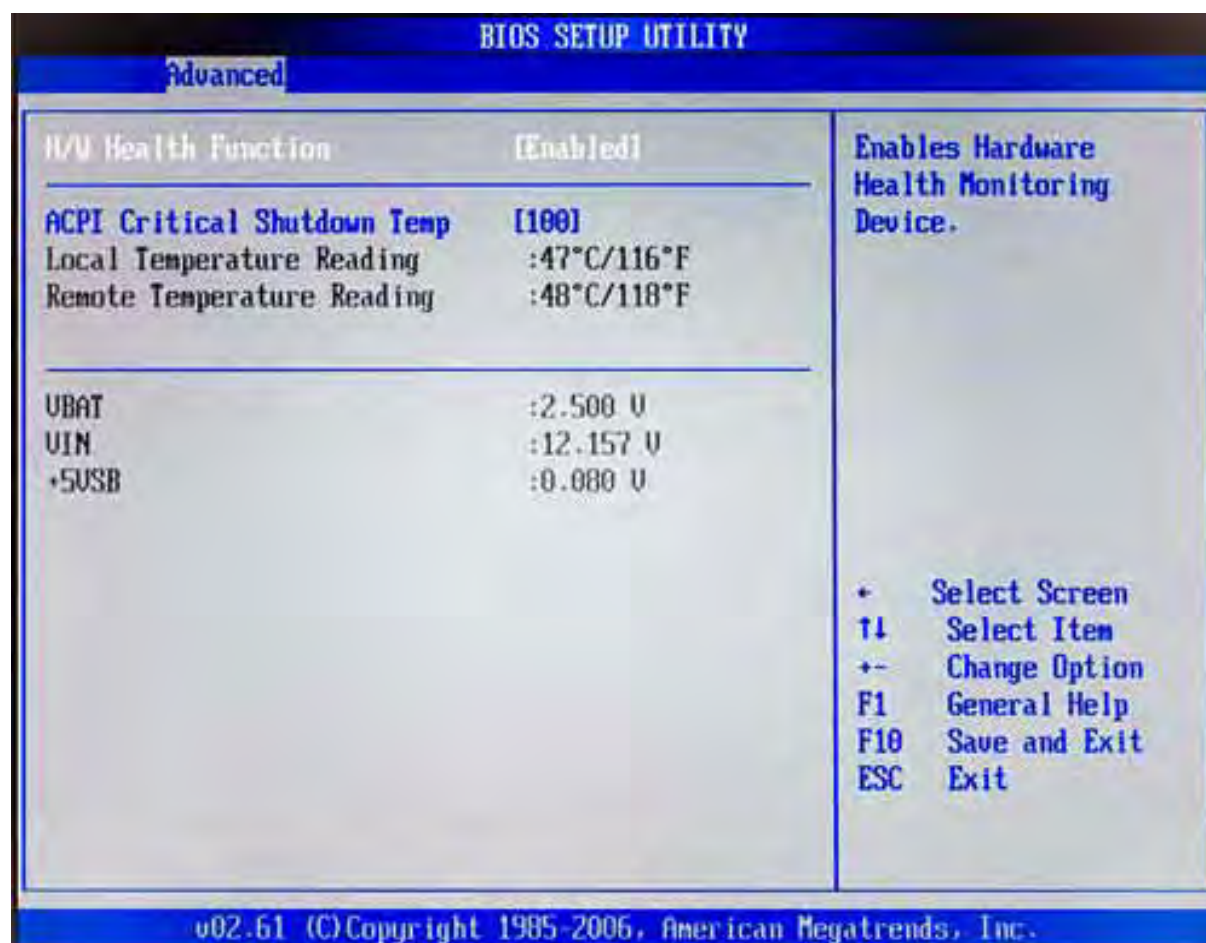 BIOS SETUP UTILITY
Advanced
H/W Health Function [Enabled]
ACPI Critical Shutdown Temp [100]
Local Temperature Reading :47°C/116°F
Remote Temperature Reading :48°C/118°F
VBAT :2.500 V
VIN :12.157 V
+5VSB :0.080 V
Enables Hardware
Health Monitoring
Device.
← Select Screen
↑↓ Select Item
+- Change Option
F1 General Help
F10 Save and Exit
ESC Exit
v02.61 (C)Copyright 1985-2006, American Megatrends, Inc.